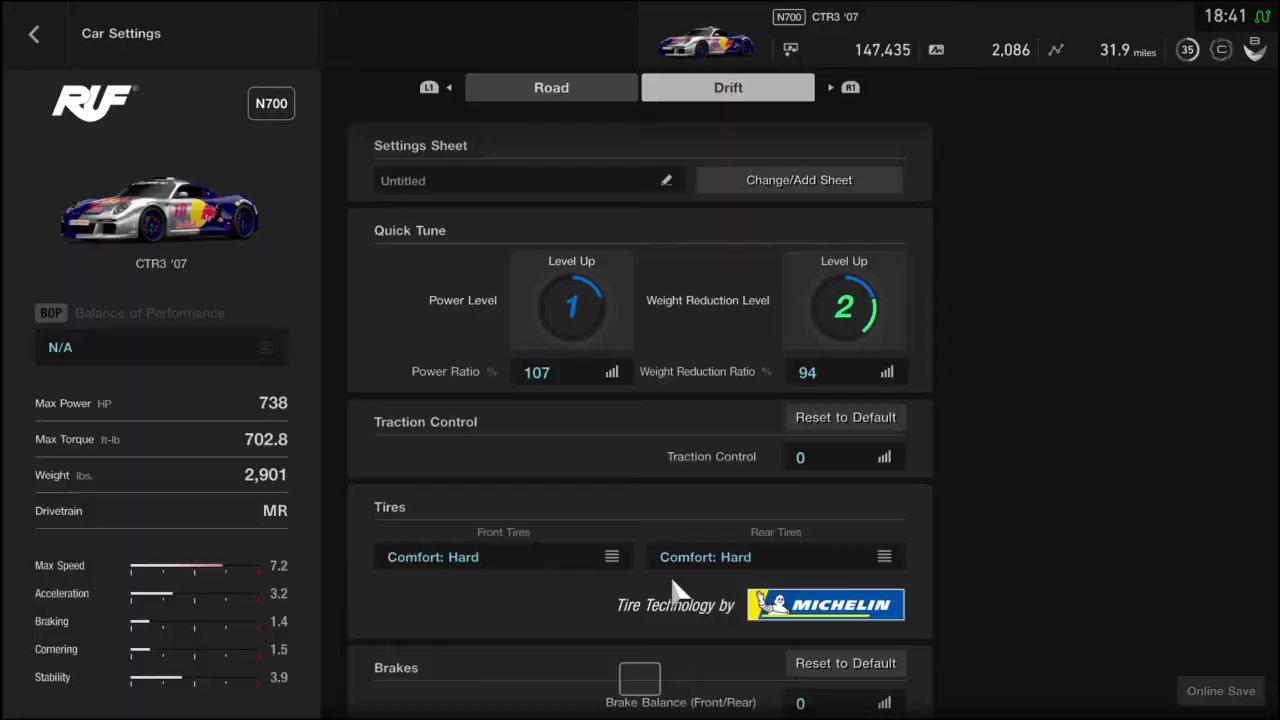 Car Settings
N700 CTR3 '07
147,435
2,086
31.9 miles
35
C
B
18:41
L1
Road
Drift
R1
RUF
N700
CTR3 '07
BOP Balance of Performance
N/A
Max Power HP 738
Max Torque ft-lb 702.8
Weight lbs. 2,901
Drivetrain MR
Max Speed 7.2
Acceleration 3.2
Braking 1.4
Cornering 1.5
Stability 3.9
Settings Sheet
Untitled
Change/Add Sheet
Quick Tune
Level Up
Level Up
Power Level 1
Weight Reduction Level 2
Power Ratio % 107
Weight Reduction Ratio % 94
Traction Control
Reset to Default
Traction Control 0
Tires
Front Tires
Rear Tires
Comfort: Hard
Comfort: Hard
Tire Technology by MICHELIN
Brakes
Reset to Default
Brake Balance (Front/Rear) 0
Online Save